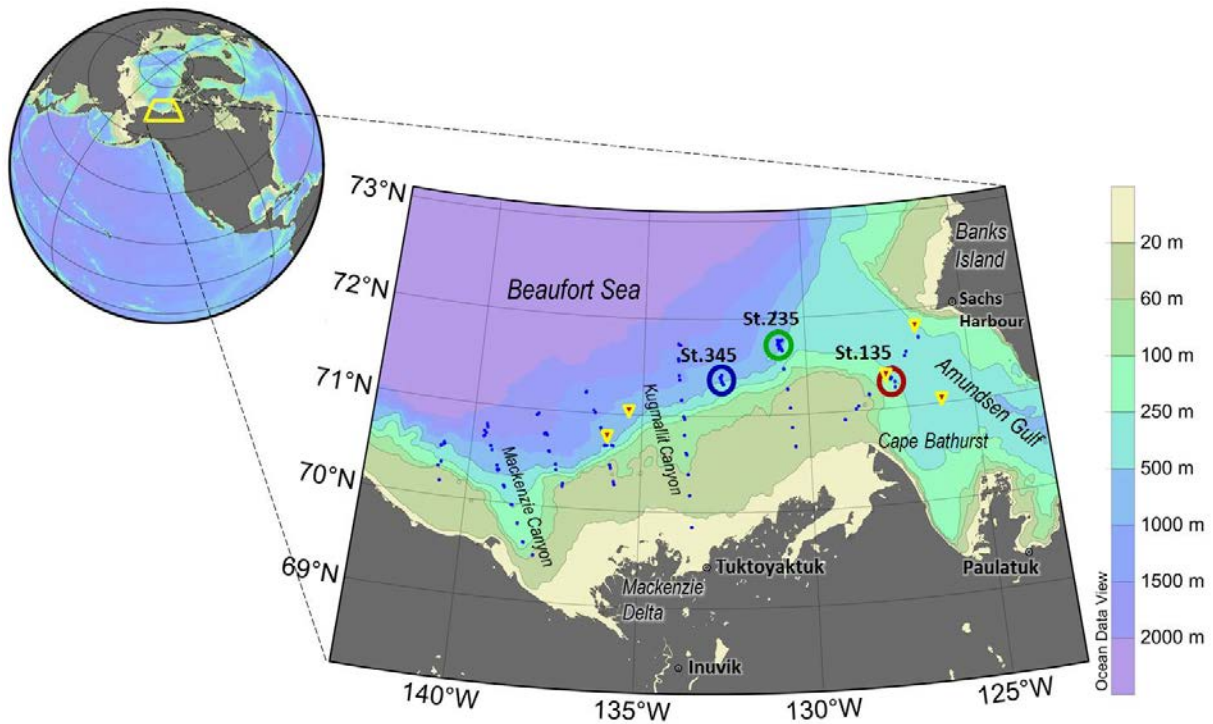 73°N
72°N
71°N
70°N
69°N
Beaufort Sea
Banks
Island
Sachs
Harbour
St.235
St.345
St.135
Amundsen Gulf
Kugmallit Canyon
Cape Bathurst
Mackenzie Canyon
Tuktoyaktuk
Paulatuk
Mackenzie
Delta
Inuvik
140°W
135°W
130°W
125°W
20 m
60 m
100 m
250 m
500 m
1000 m
1500 m
2000 m
Ocean Data View